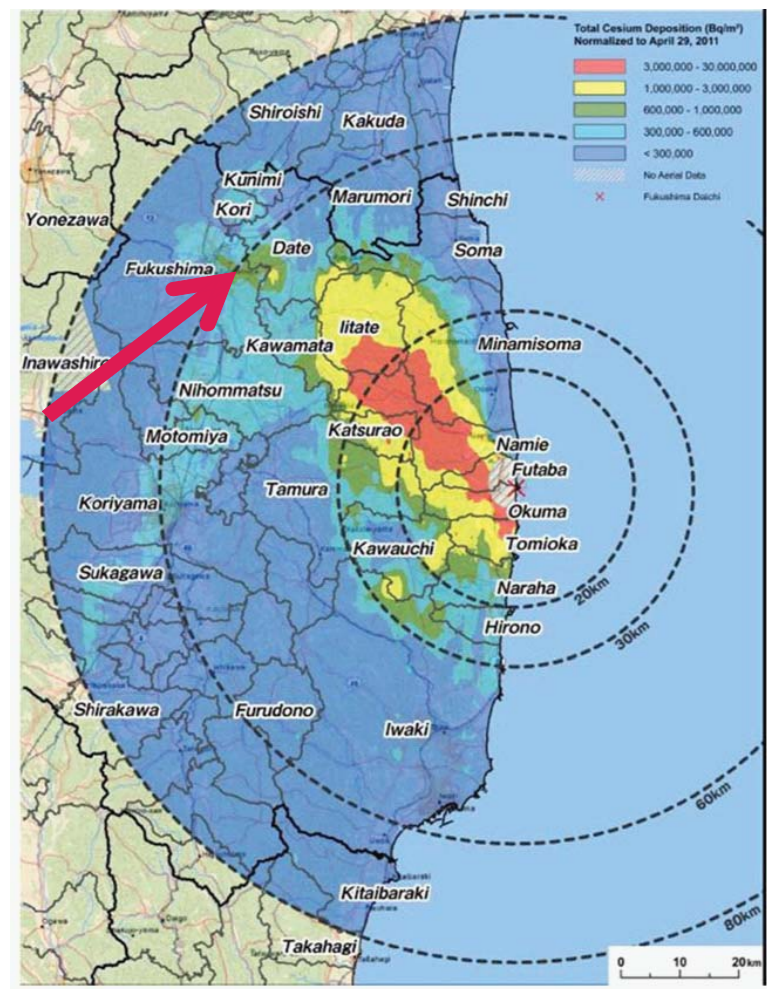 Total Cesium Deposition (Bq/m²)
Normalized to April 29, 2011
3,000,000 - 30,000,000
1,000,000 - 3,000,000
600,000 - 1,000,000
300,000 - 600,000
< 300,000
No Aerial Data
Fukushima Daiichi
Shiroishi
Kakuda
Kunimi
Kori
Marumori
Shinchi
Yonezawa
Date
Soma
Fukushima
Iitate
Inawashiro
Kawamata
Minamisoma
Nihommatsu
Motomiya
Katsurao
Namie
Futaba
Koriyama
Tamura
Okuma
Kawauchi
Tomioka
Sukagawa
Naraha
20km
Hirono
30km
Shirakawa
Furudono
Iwaki
60km
Kitaibaraki
80km
Takahagi
0 10 20 km